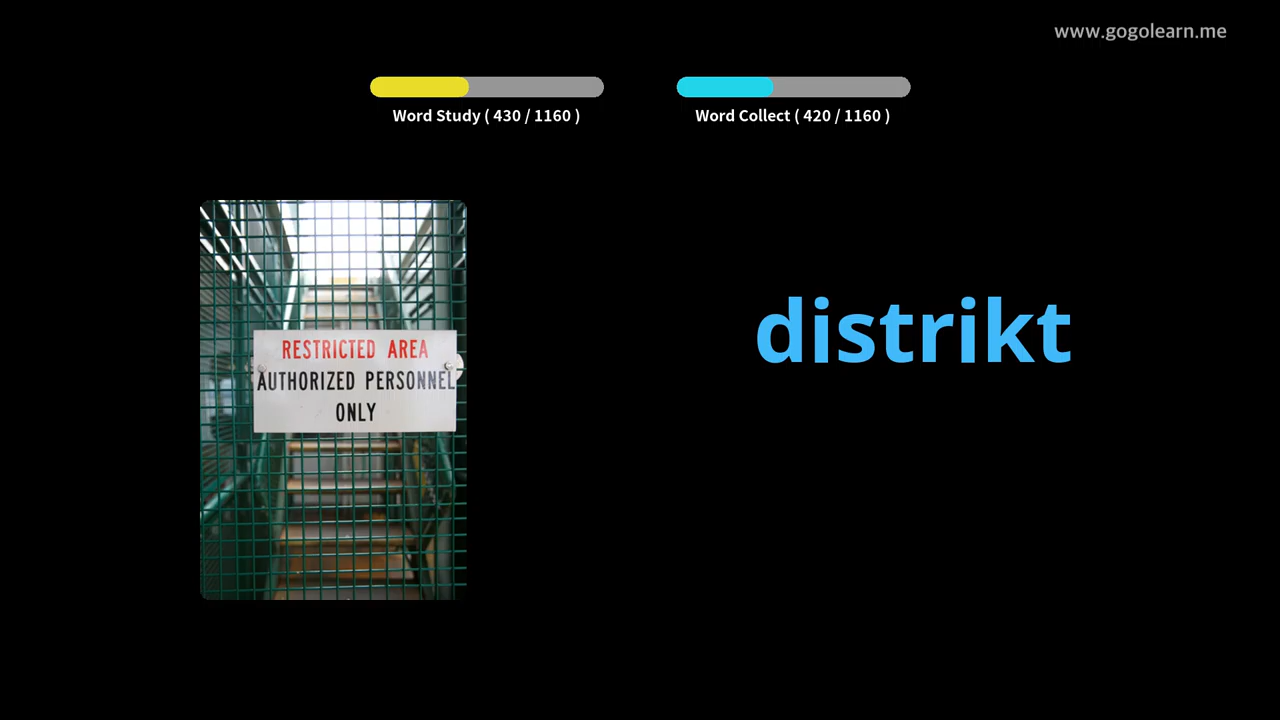 www.gogolearn.me
Word Study ( 430 / 1160 )
Word Collect ( 420 / 1160 )
RESTRICTED AREA
AUTHORIZED PERSONNEL
ONLY
distrikt